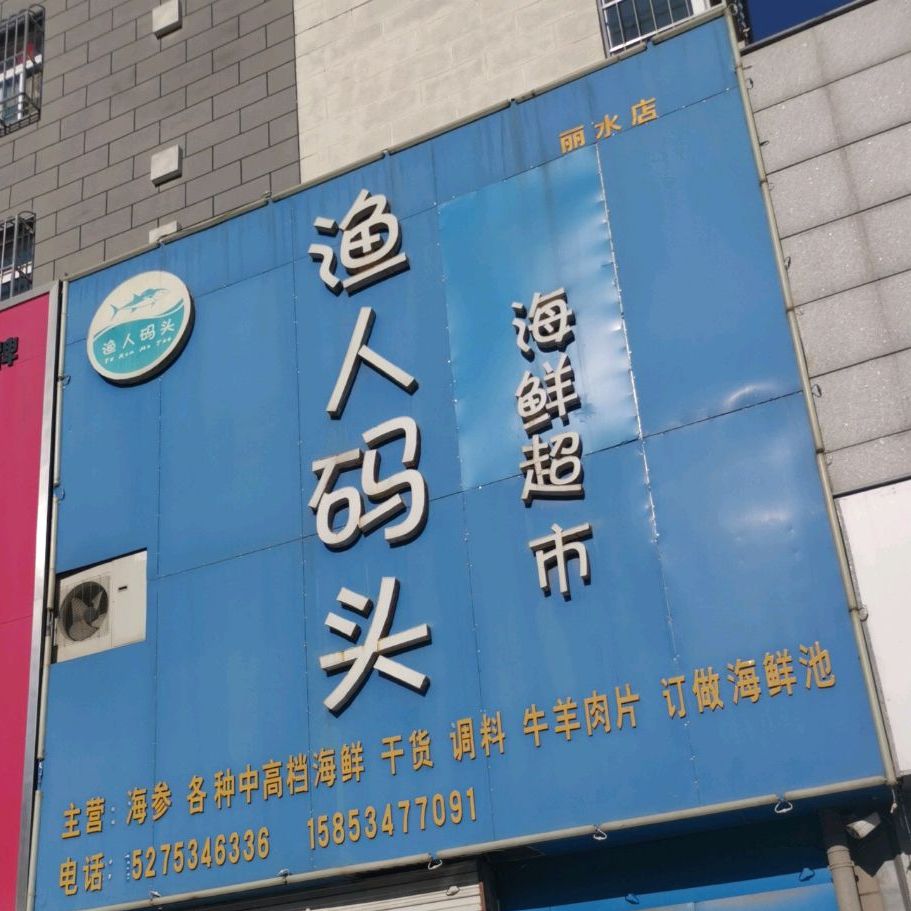 丽水店
渔人码头
海鲜超市
渔人码头
Yu Ren Ma Tou
主营：海参 各种中高档海鲜 干货 调料 牛羊肉片 订做海鲜池
电话：5275346336 15853477091